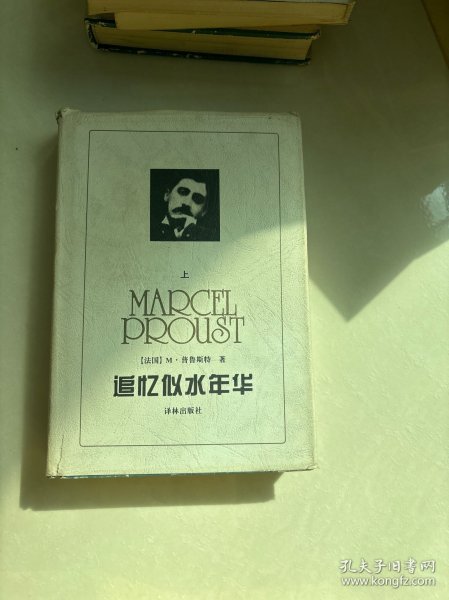 上
MARCEL
PROUST
【法国】M·普鲁斯特 著
追忆似水年华
译林出版社
孔夫子旧书网
www.kongfz.com